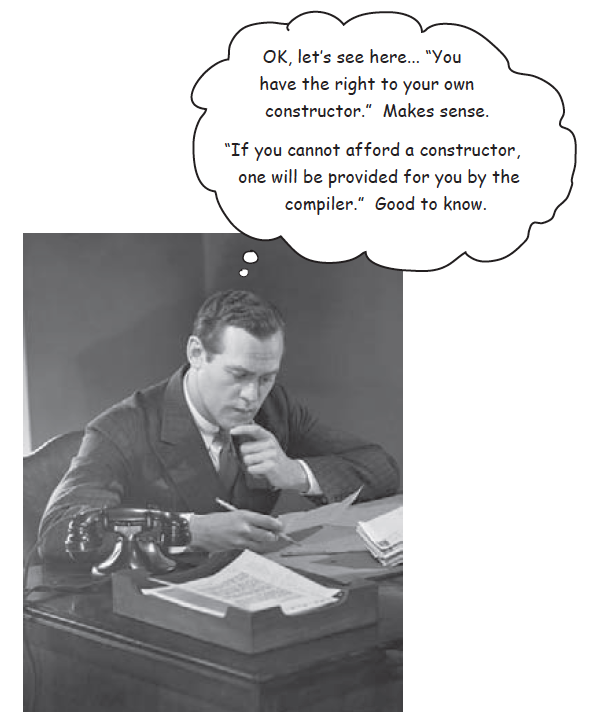 OK, let's see here... “You
have the right to your own
constructor.” Makes sense.
“If you cannot afford a constructor,
one will be provided for you by the
compiler.” Good to know.